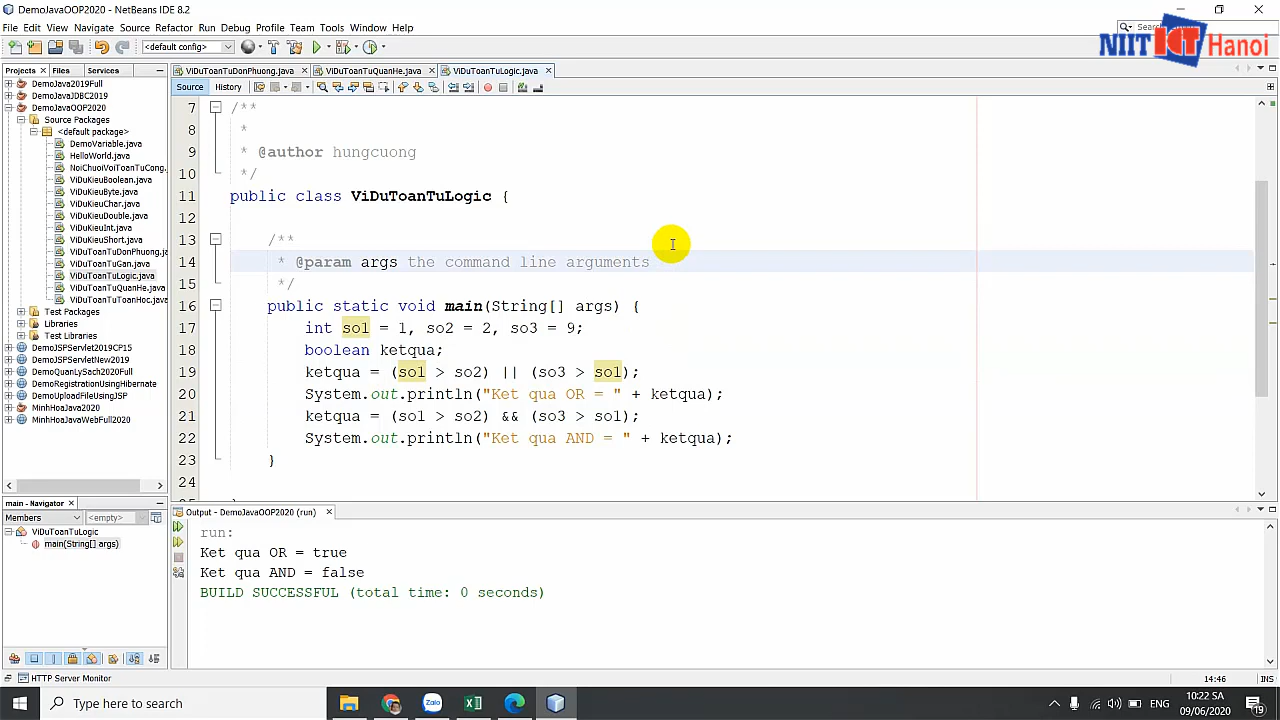 DemoJavaOOP2020 - NetBeans IDE 8.2
File Edit View Navigate Source Refactor Run Debug Profile Team Tools Window Help
NIIT ICT Hanoi
<default config>
Projects Files Services
ViDuToanTuDonPhuong.java ViDuToanTuQuanHe.java ViDuToanTuLogic.java
Source History
DemoJava2019Full
DemoJavaJDBC2019
DemoJavaOOP2020
Source Packages
<default package>
DemoVariable.java
HelloWorld.java
NoiChuoiVoiToanTuCong.
ViDuKieuBoolean.java
ViDuKieuByte.java
ViDuKieuChar.java
ViDuKieuDouble.java
ViDuKieuInt.java
ViDuKieuShort.java
ViDuToanTuDonPhuong.ja
ViDuToanTuGan.java
ViDuToanTuLogic.java
ViDuToanTuQuanHe.java
ViDuToanTuToanHoc.java
Test Packages
Libraries
Test Libraries
DemoJSPServlet2019CP15
DemoJSPServletNew2019
DemoQuanLySach2020Full
DemoRegistrationUsingHibernate
DemoUploadFileUsingJSP
MinhHoaJava2020
MinhHoaJavaWebFull2020
7 /**
8 *
9 * @author hungcuong
10 */
11 public class ViDuToanTuLogic {
12
13 /**
14 * @param args the command line arguments
15 */
16 public static void main(String[] args) {
17 int so1 = 1, so2 = 2, so3 = 9;
18 boolean ketqua;
19 ketqua = (so1 > so2) || (so3 > so1);
20 System.out.println("Ket qua OR = " + ketqua);
21 ketqua = (so1 > so2) && (so3 > so1);
22 System.out.println("Ket qua AND = " + ketqua);
23 }
24
main - Navigator
Members <empty>
ViDuToanTuLogic
main(String[] args)
Output - DemoJavaOOP2020 (run)
run:
Ket qua OR = true
Ket qua AND = false
BUILD SUCCESSFUL (total time: 0 seconds)
HTTP Server Monitor
14:46 INS
Type here to search
Zalo
ENG
10:22 SA
09/06/2020
19